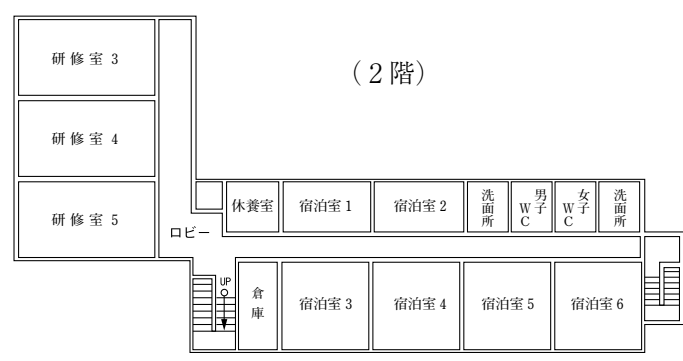 (2階)
研修室 3
研修室 4
研修室 5
休養室
宿泊室 1
宿泊室 2
洗面所
男子WC
女子WC
洗面所
ロビー
UP
倉庫
宿泊室 3
宿泊室 4
宿泊室 5
宿泊室 6